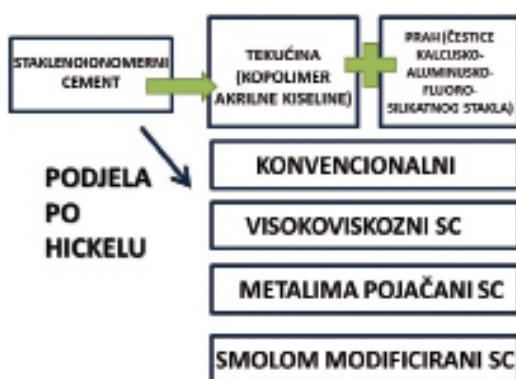 STAKLENOIONOMERNI
CEMENT
TEKUĆINA
(KOPOLIMER
AKRILNE KISELINE)
PRAH (ČESTICE
KALCIJSKO-
ALUMINIJSKO-
FLUORO-
SILIKATNOG STAKLA)
PODJELA
PO
HICKELU
KONVENCIONALNI
VISOKOVISKOZNI SC
METALIMA POJAČANI SC
SMOLOM MODIFICIRANI SC